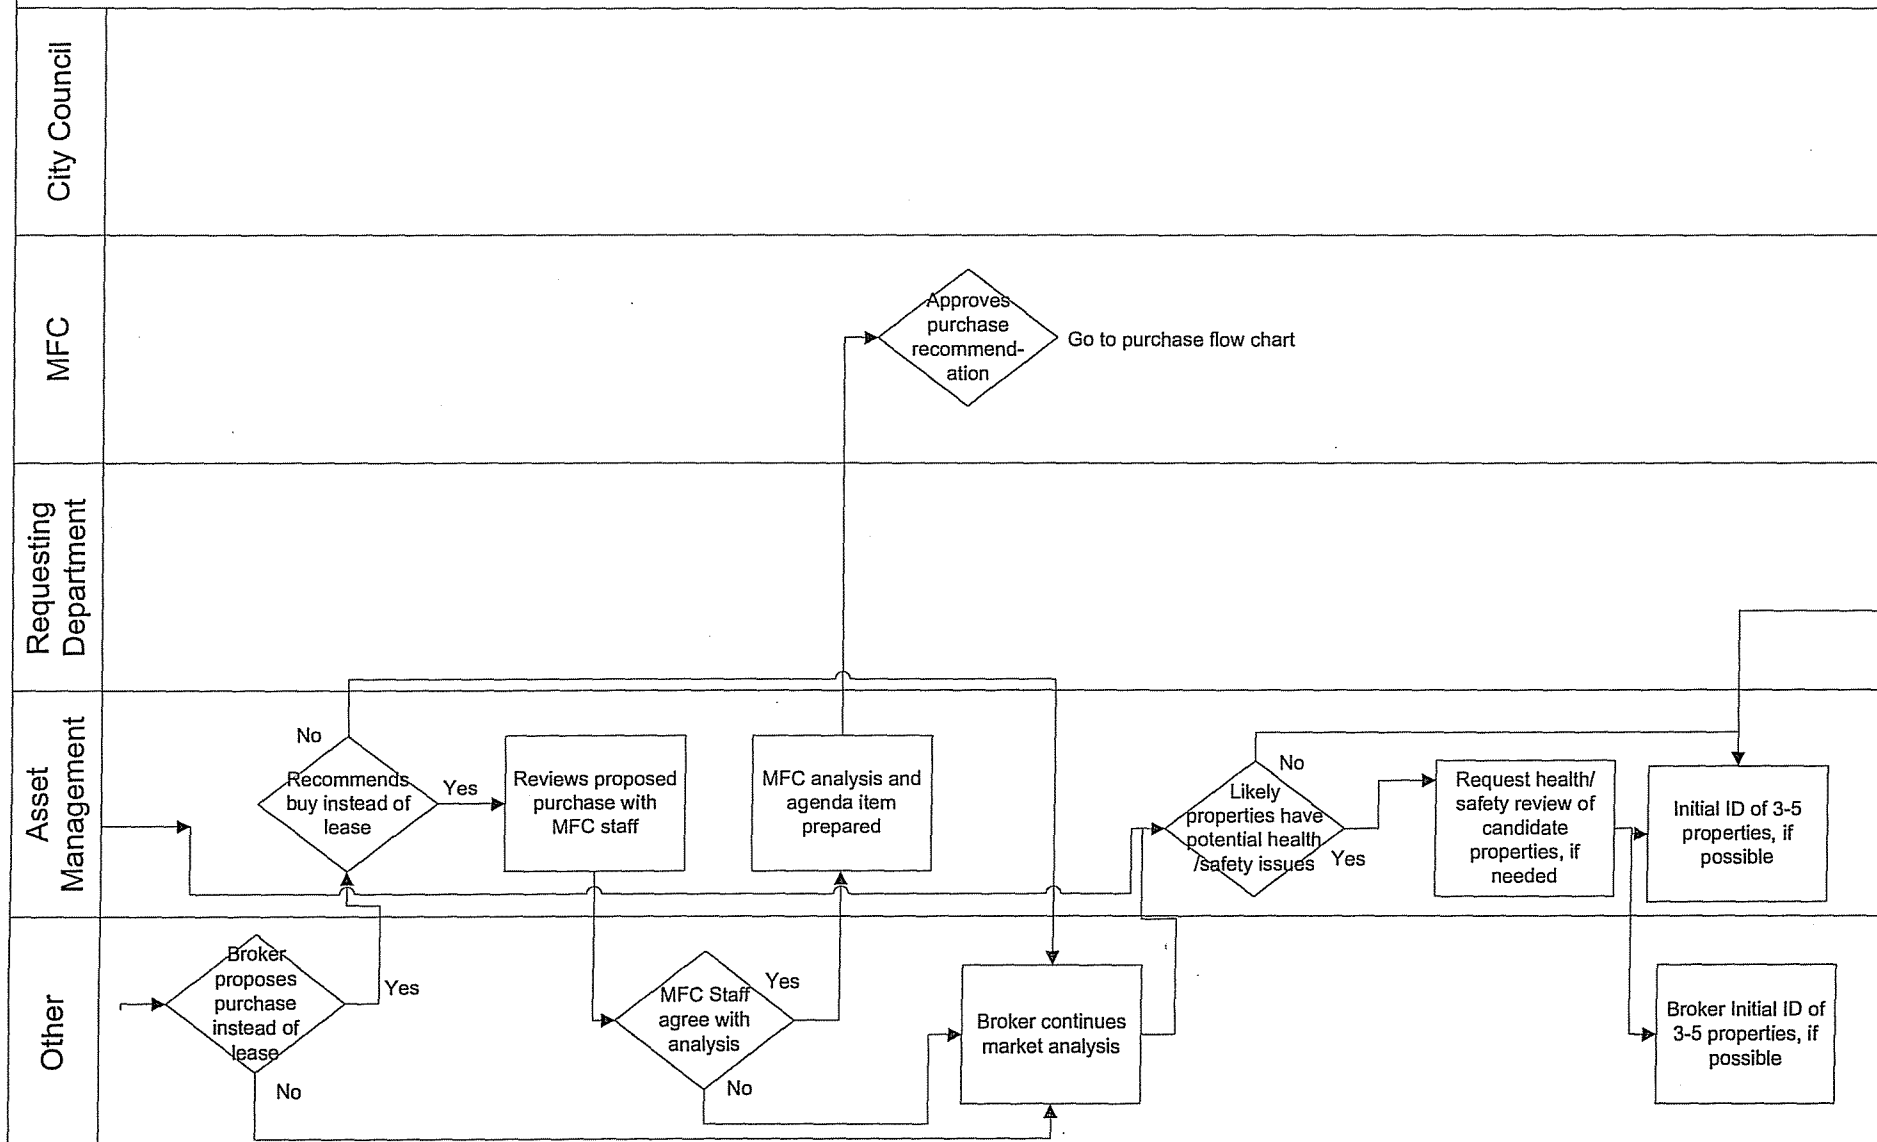 City Council
MFC
Approves
purchase
recommend-
ation
Go to purchase flow chart
Requesting
Department
Asset
Management
No
Recommends
buy instead of
lease
Yes
Reviews proposed
purchase with
MFC staff
MFC analysis and
agenda item
prepared
No
Likely
properties have
potential health
/safety issues
Yes
Request health/
safety review of
candidate
properties, if
needed
Initial ID of 3-5
properties, if
possible
Other
Broker
proposes
purchase
instead of
lease
Yes
No
MFC Staff
agree with
analysis
Yes
No
Broker continues
market analysis
Broker Initial ID of
3-5 properties, if
possible